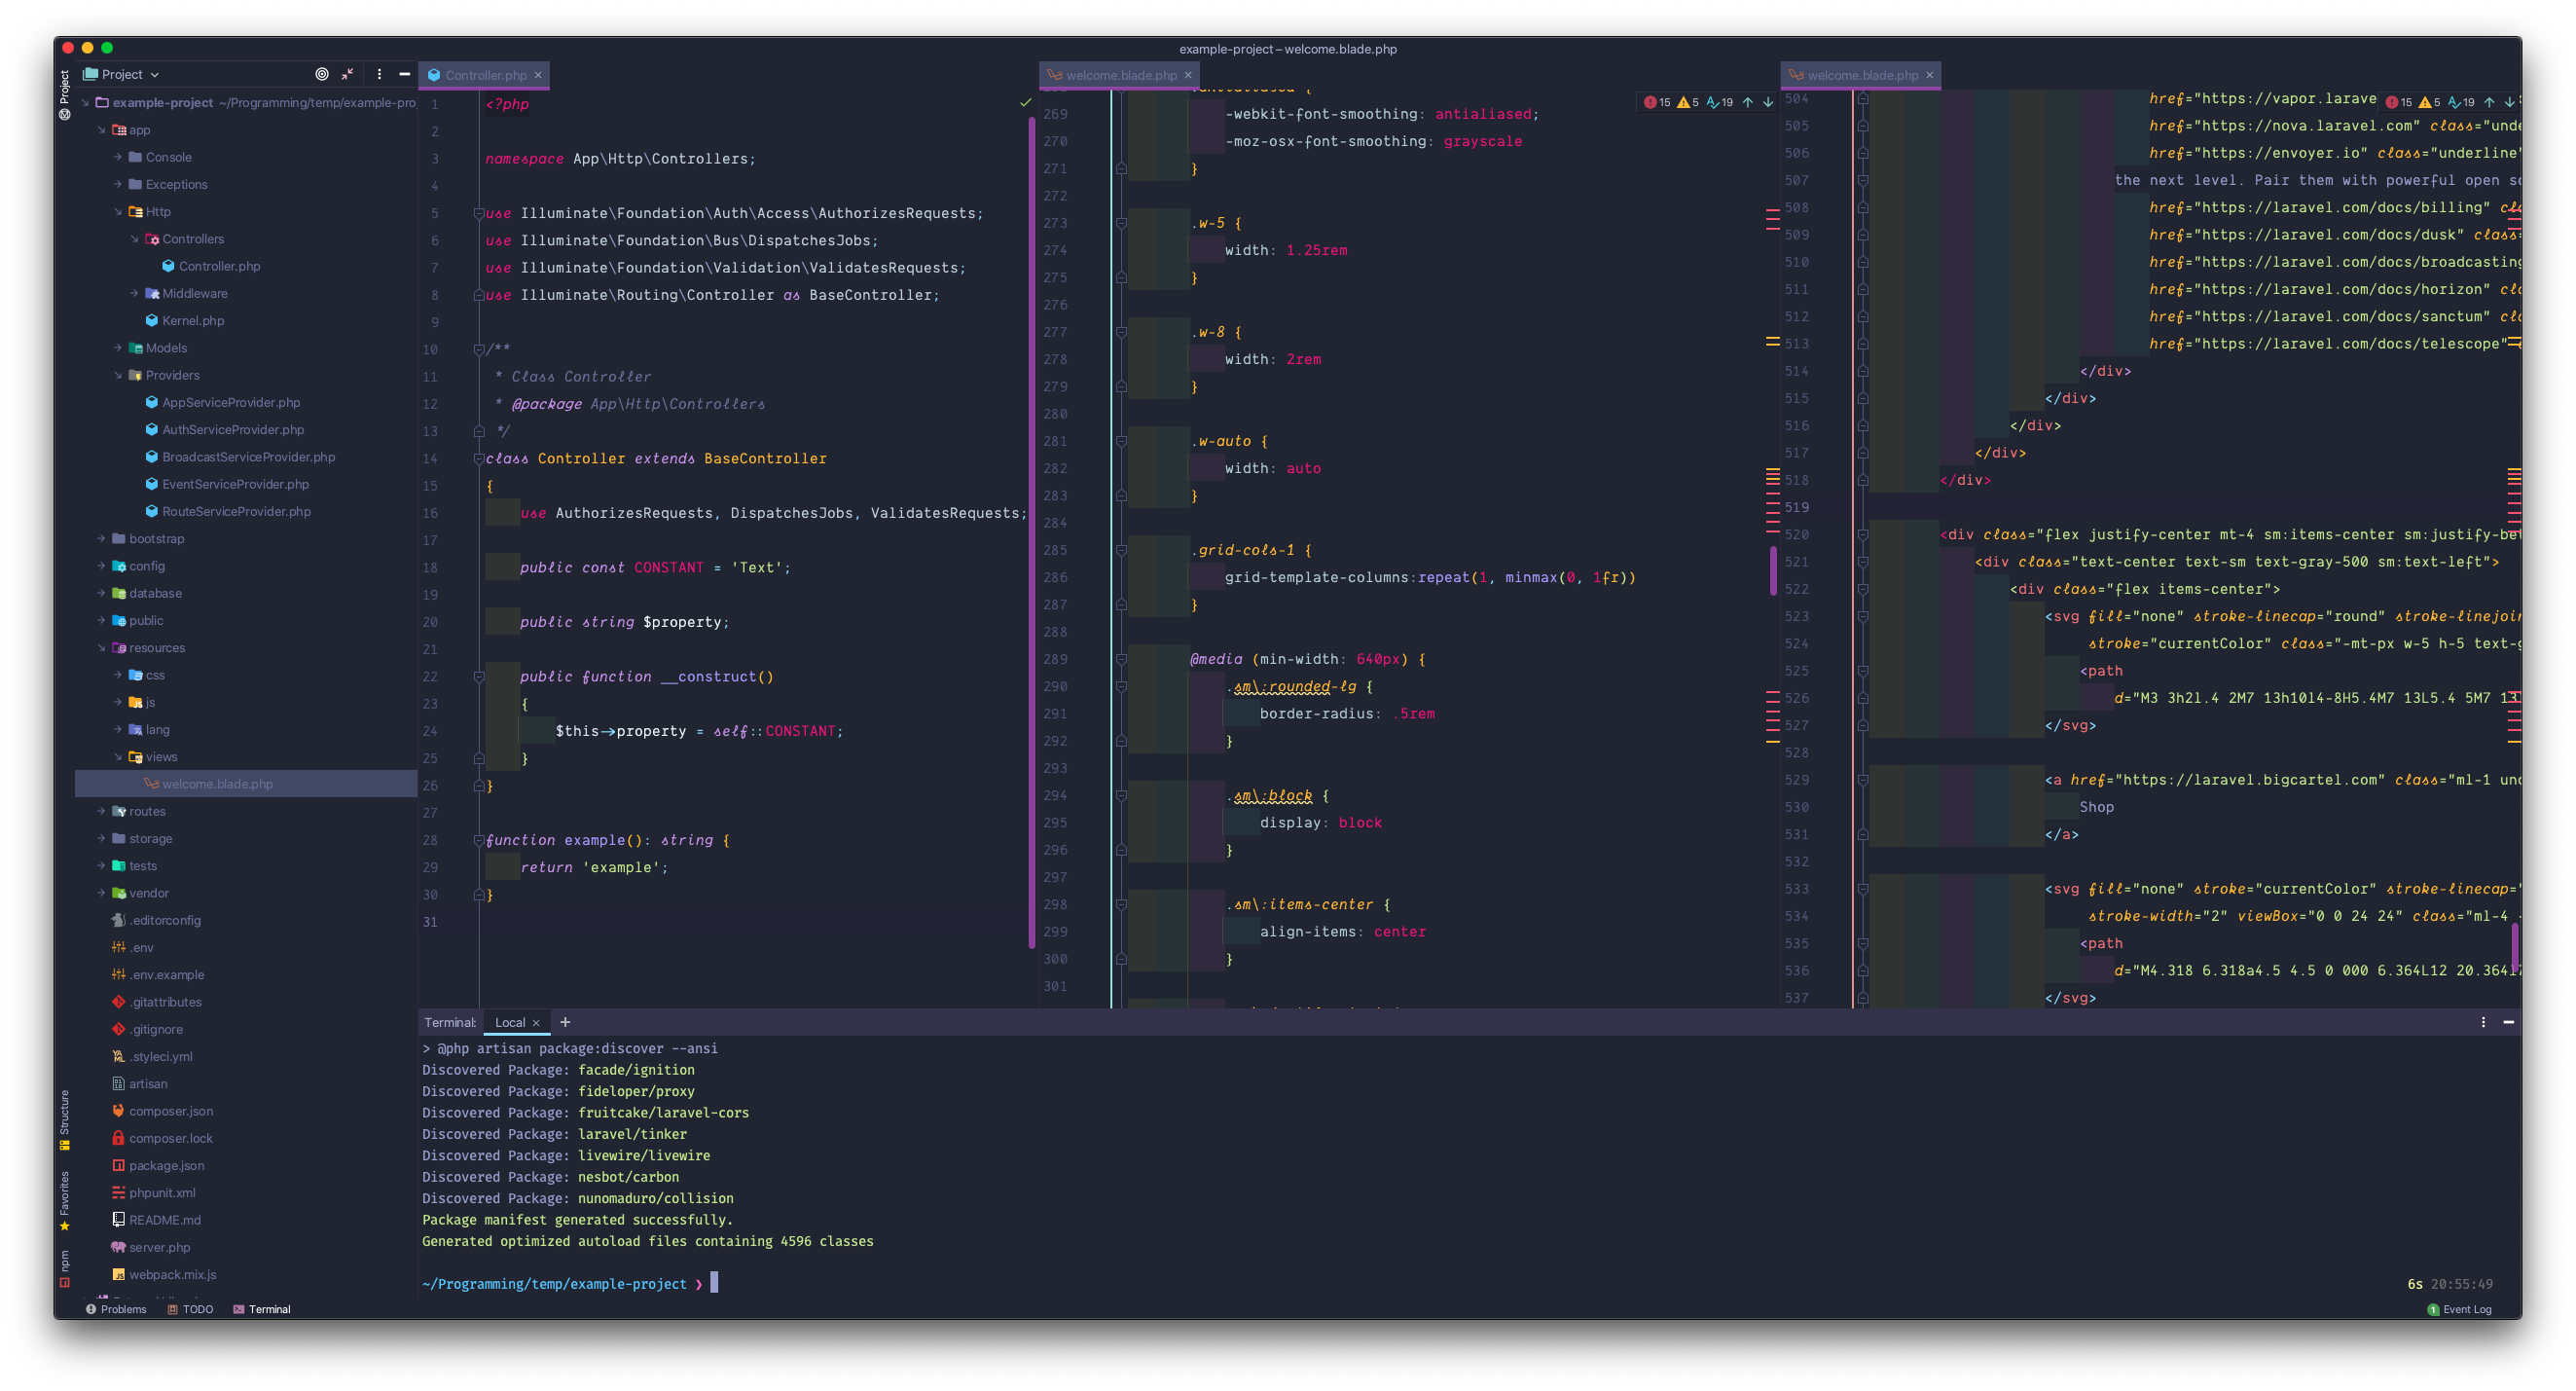 example-project – welcome.blade.php
Project
Project
Structure
Favorites
npm
example-project ~/Programming/temp/example-pro
app
Console
Exceptions
Http
Controllers
Controller.php
Middleware
Kernel.php
Models
Providers
AppServiceProvider.php
AuthServiceProvider.php
BroadcastServiceProvider.php
EventServiceProvider.php
RouteServiceProvider.php
bootstrap
config
database
public
resources
css
js
lang
views
welcome.blade.php
routes
storage
tests
vendor
.editorconfig
.env
.env.example
.gitattributes
.gitignore
.styleci.yml
artisan
composer.json
composer.lock
package.json
phpunit.xml
README.md
server.php
webpack.mix.js
Controller.php
1 <?php
2
3 namespace App\Http\Controllers;
4
5 use Illuminate\Foundation\Auth\Access\AuthorizesRequests;
6 use Illuminate\Foundation\Bus\DispatchesJobs;
7 use Illuminate\Foundation\Validation\ValidatesRequests;
8 use Illuminate\Routing\Controller as BaseController;
9
10 /**
11 * Class Controller
12 * @package App\Http\Controllers
13 */
14 class Controller extends BaseController
15 {
16 use AuthorizesRequests, DispatchesJobs, ValidatesRequests;
17
18 public const CONSTANT = 'Text';
19
20 public string $property;
21
22 public function __construct()
23 {
24 $this->property = self::CONSTANT;
25 }
26 }
27
28 function example(): string {
29 return 'example';
30 }
31
welcome.blade.php
15 5 19
269 -webkit-font-smoothing: antialiased;
270 -moz-osx-font-smoothing: grayscale
271 }
272
273 .w-5 {
274 width: 1.25rem
275 }
276
277 .w-8 {
278 width: 2rem
279 }
280
281 .w-auto {
282 width: auto
283 }
284
285 .grid-cols-1 {
286 grid-template-columns:repeat(1, minmax(0, 1fr))
287 }
288
289 @media (min-width: 640px) {
290 .sm\:rounded-lg {
291 border-radius: .5rem
292 }
293
294 .sm\:block {
295 display: block
296 }
297
298 .sm\:items-center {
299 align-items: center
300 }
301
welcome.blade.php
15 5 19
504 href="https://vapor.larave
505 href="https://nova.laravel.com" class="unde
506 href="https://envoyer.io" class="underline"
507 the next level. Pair them with powerful open so
508 href="https://laravel.com/docs/billing" cla
509 href="https://laravel.com/docs/dusk" class=
510 href="https://laravel.com/docs/broadcasting
511 href="https://laravel.com/docs/horizon" cla
512 href="https://laravel.com/docs/sanctum" cla
513 href="https://laravel.com/docs/telescope"
514 </div>
515 </div>
516 </div>
517 </div>
518 </div>
519
520 <div class="flex justify-center mt-4 sm:items-center sm:justify-bet
521 <div class="text-center text-sm text-gray-500 sm:text-left">
522 <div class="flex items-center">
523 <svg fill="none" stroke-linecap="round" stroke-linejoin
524 stroke="currentColor" class="-mt-px w-5 h-5 text-g
525 <path
526 d="M3 3h2l.4 2M7 13h10l4-8H5.4M7 13L5.4 5M7 13
527 </svg>
528
529 <a href="https://laravel.bigcartel.com" class="ml-1 und
530 Shop
531 </a>
532
533 <svg fill="none" stroke="currentColor" stroke-linecap="
534 stroke-width="2" viewBox="0 0 24 24" class="ml-4 -
535 <path
536 d="M4.318 6.318a4.5 4.5 0 000 6.364L12 20.364l7
537 </svg>
Terminal: Local
> @php artisan package:discover --ansi
Discovered Package: facade/ignition
Discovered Package: fideloper/proxy
Discovered Package: fruitcake/laravel-cors
Discovered Package: laravel/tinker
Discovered Package: livewire/livewire
Discovered Package: nesbot/carbon
Discovered Package: nunomaduro/collision
Package manifest generated successfully.
Generated optimized autoload files containing 4596 classes
~/Programming/temp/example-project ❯
6s 20:55:49
Problems TODO Terminal
1 Event Log